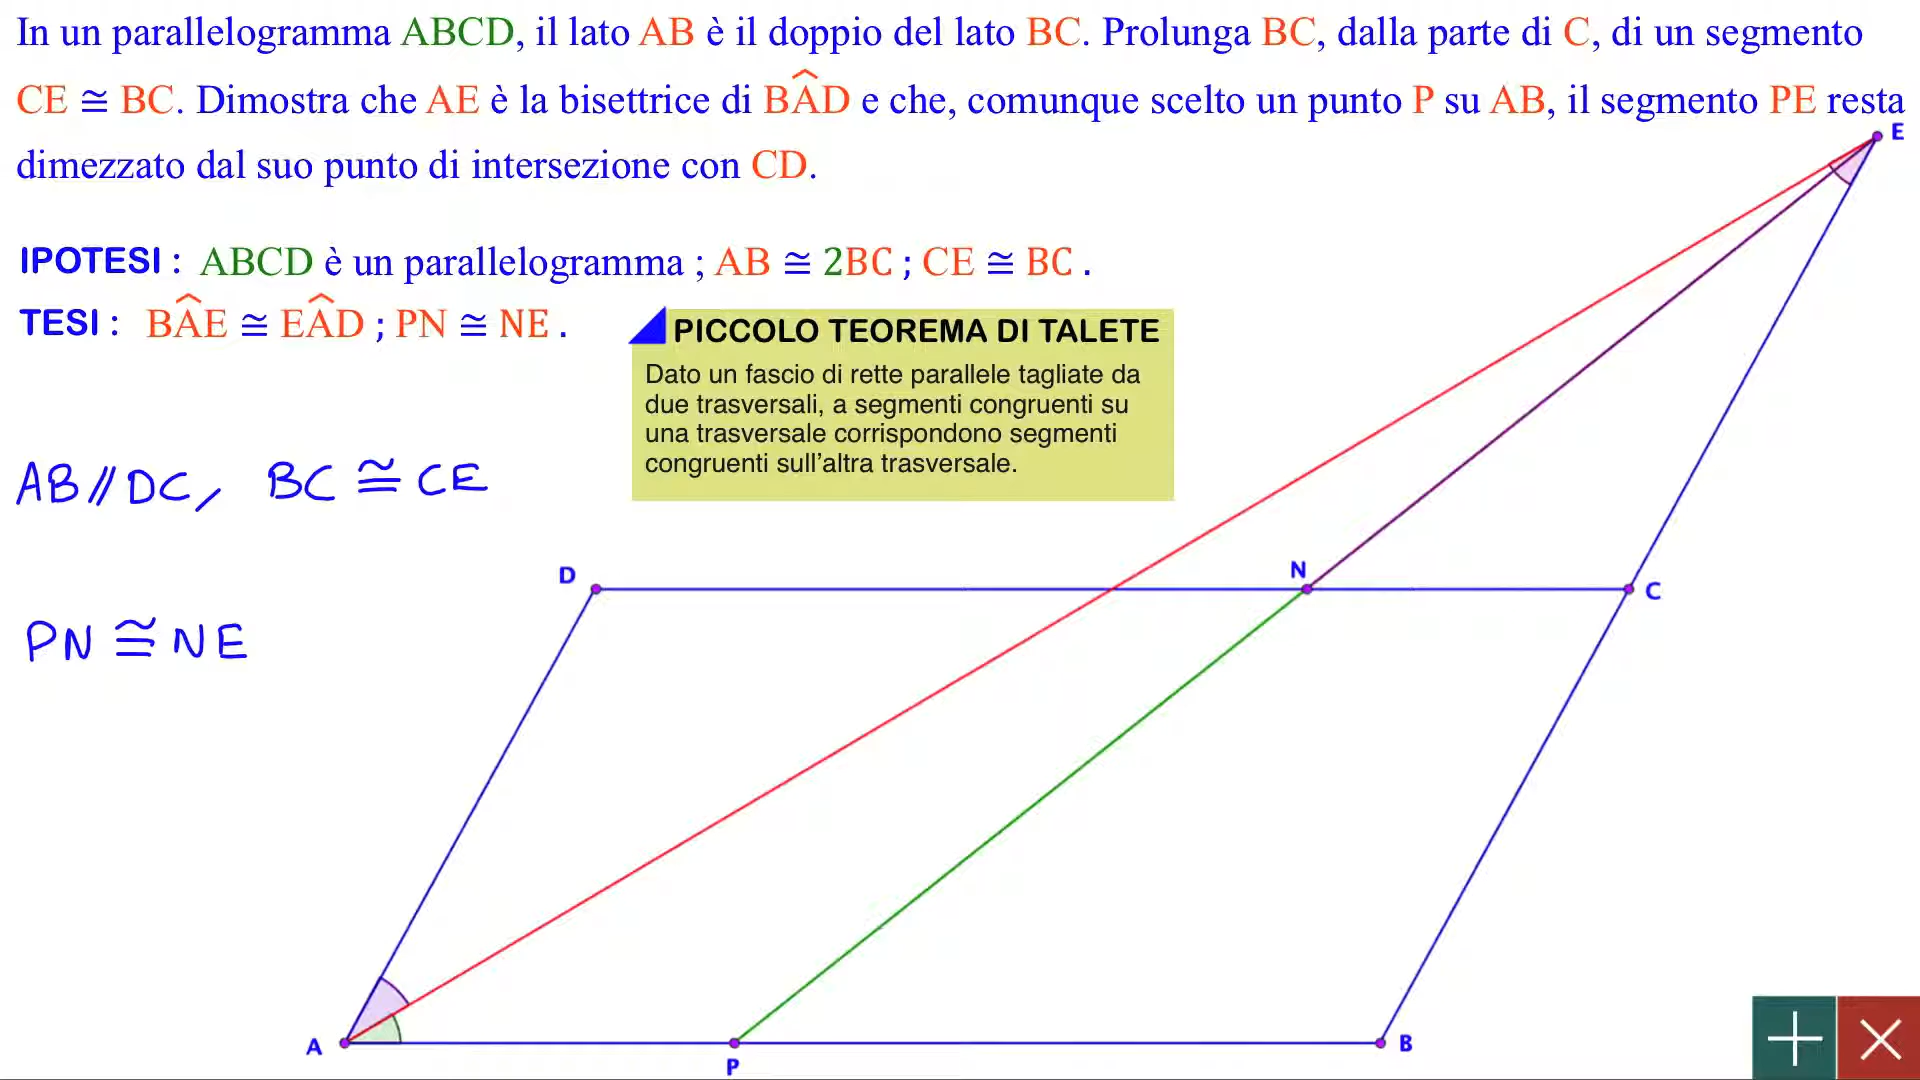 In un parallelogramma ABCD, il lato AB è il doppio del lato BC. Prolunga BC, dalla parte di C, di un segmento
CE ≅ BC. Dimostra che AE è la bisettrice di BÂD e che, comunque scelto un punto P su AB, il segmento PE resta
dimezzato dal suo punto di intersezione con CD.
E
IPOTESI : ABCD è un parallelogramma ; AB ≅ 2BC ; CE ≅ BC .
TESI : BÂE ≅ EÂD ; PN ≅ NE .
PICCOLO TEOREMA DI TALETE
Dato un fascio di rette parallele tagliate da
due trasversali, a segmenti congruenti su
una trasversale corrispondono segmenti
congruenti sull'altra trasversale.
AB // DC, BC ≅ CE
D
N
C
PN ≅ NE
A
P
B